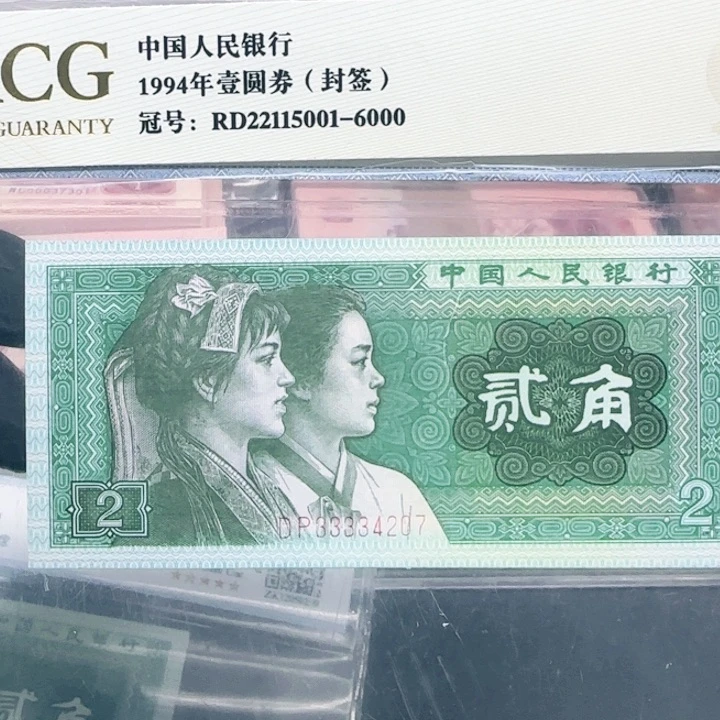 CG
GUARANTY
中国人民银行
1994年壹圆券（封签）
冠号：RD22115001-6000
中国人民银行
贰角
2
2
DP33334207